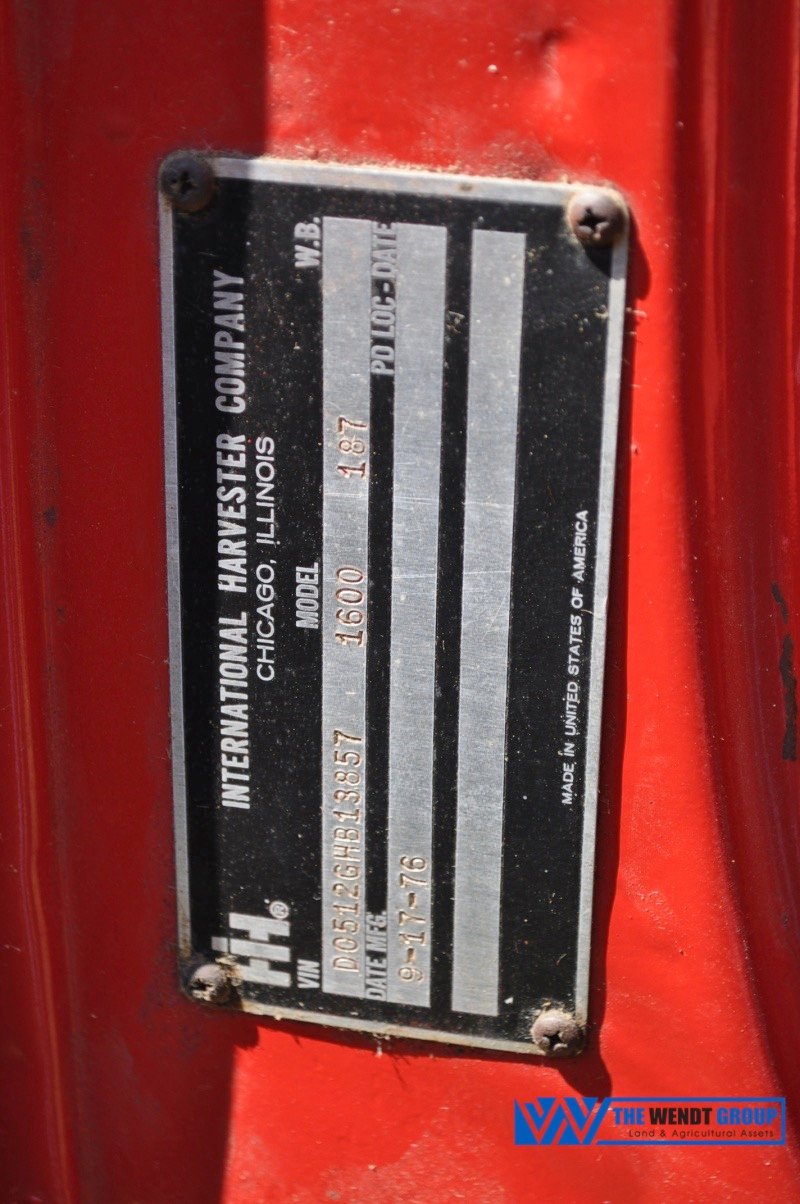 INTERNATIONAL HARVESTER COMPANY
CHICAGO, ILLINOIS
IH®
VIN MODEL W.B.
D0512GHB13857 1600 187
DATE MFG. PD LOC-DATE
9-17-76
MADE IN UNITED STATES OF AMERICA
THE WENDT GROUP
Land & Agricultural Assets